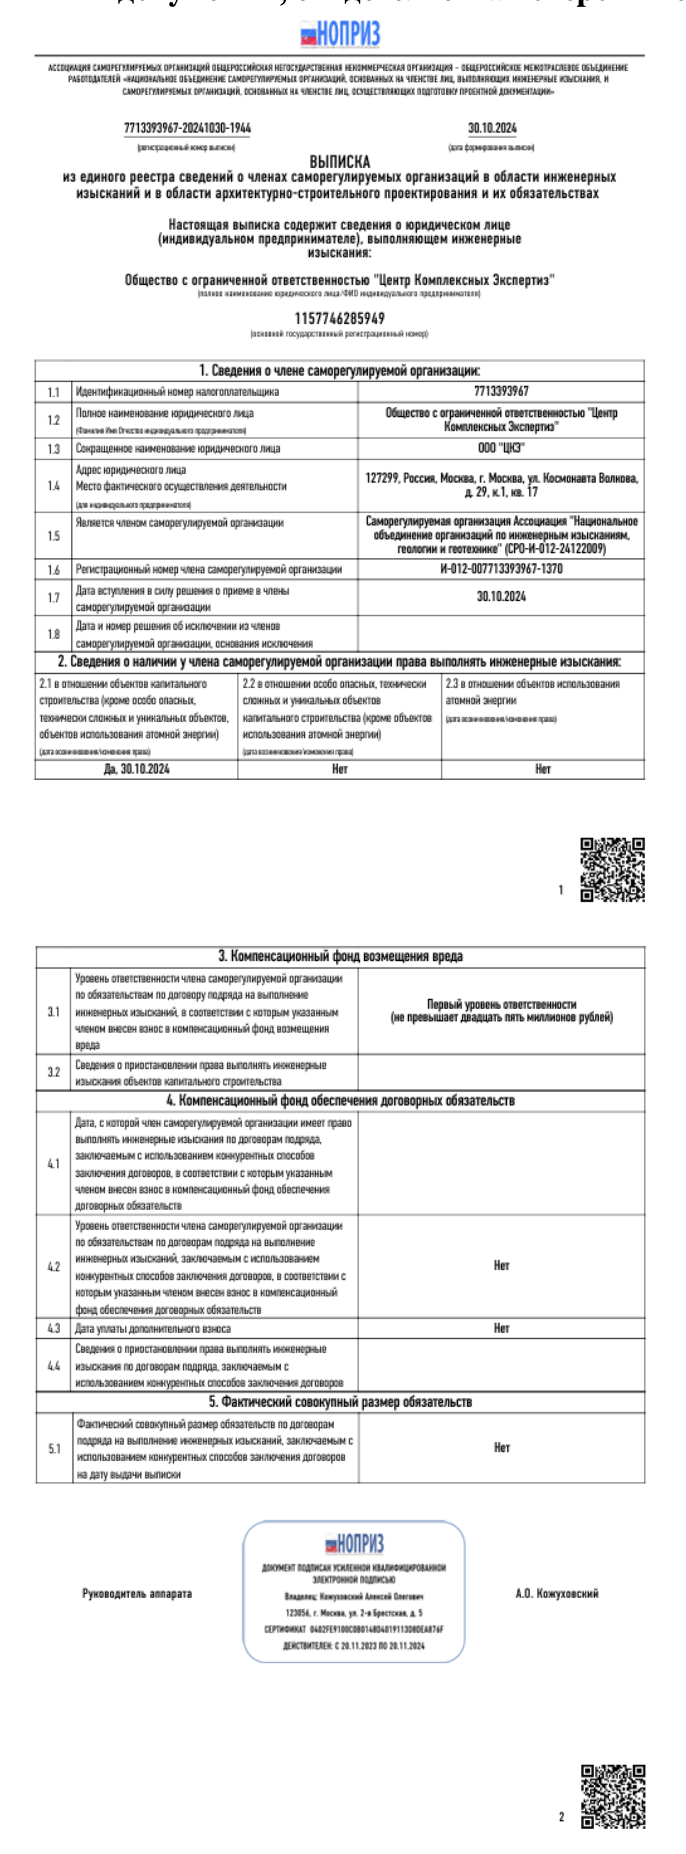 НОПРИЗ
АССОЦИАЦИЯ САМОРЕГУЛИРУЕМЫХ ОРГАНИЗАЦИЙ ОБЩЕРОССИЙСКАЯ НЕГОСУДАРСТВЕННАЯ НЕКОММЕРЧЕСКАЯ ОРГАНИЗАЦИЯ – ОБЩЕРОССИЙСКОЕ МЕЖОТРАСЛЕВОЕ ОБЪЕДИНЕНИЕ
РАБОТОДАТЕЛЕЙ «НАЦИОНАЛЬНОЕ ОБЪЕДИНЕНИЕ САМОРЕГУЛИРУЕМЫХ ОРГАНИЗАЦИЙ, ОСНОВАННЫХ НА ЧЛЕНСТВЕ ЛИЦ, ВЫПОЛНЯЮЩИХ ИНЖЕНЕРНЫЕ ИЗЫСКАНИЯ, И
САМОРЕГУЛИРУЕМЫХ ОРГАНИЗАЦИЙ, ОСНОВАННЫХ НА ЧЛЕНСТВЕ ЛИЦ, ОСУЩЕСТВЛЯЮЩИХ ПОДГОТОВКУ ПРОЕКТНОЙ ДОКУМЕНТАЦИИ»
7713393967-20241030-1944 30.10.2024
(регистрационный номер выписки) (дата формирования выписки)
ВЫПИСКА
из единого реестра сведений о членах саморегулируемых организаций в области инженерных
изысканий и в области архитектурно-строительного проектирования и их обязательствах
Настоящая выписка содержит сведения о юридическом лице
(индивидуальном предпринимателе), выполняющем инженерные
изыскания:
Общество с ограниченной ответственностью "Центр Комплексных Экспертиз"
(полное наименование юридического лица/ФИО индивидуального предпринимателя)
1157746285949
(основной государственный регистрационный номер)
1. Сведения о члене саморегулируемой организации:
1.1 Идентификационный номер налогоплательщика 7713393967
1.2 Полное наименование юридического лица
(Фамилия Имя Отчество индивидуального предпринимателя)
Общество с ограниченной ответственностью "Центр
Комплексных Экспертиз"
1.3 Сокращенное наименование юридического лица ООО "ЦКЭ"
1.4 Адрес юридического лица
Место фактического осуществления деятельности
(для индивидуального предпринимателя)
127299, Россия, Москва, г. Москва, ул. Космонавта Волкова,
д. 29, к.1, кв. 17
1.5 Является членом саморегулируемой организации
Саморегулируемая организация Ассоциация "Национальное
объединение организаций по инженерным изысканиям,
геологии и геотехнике" (СРО-И-012-24122009)
1.6 Регистрационный номер члена саморегулируемой организации И-012-007713393967-1370
1.7 Дата вступления в силу решения о приеме в члены
саморегулируемой организации
30.10.2024
1.8 Дата и номер решения об исключении из членов
саморегулируемой организации, основания исключения
2. Сведения о наличии у члена саморегулируемой организации права выполнять инженерные изыскания:
2.1 в отношении объектов капитального
строительства (кроме особо опасных,
технически сложных и уникальных объектов,
объектов использования атомной энергии)
(дата возникновения/изменения права)
2.2 в отношении особо опасных, технически
сложных и уникальных объектов
капитального строительства (кроме объектов
использования атомной энергии)
(дата возникновения/изменения права)
2.3 в отношении объектов использования
атомной энергии
(дата возникновения/изменения права)
Да, 30.10.2024 Нет Нет
1
3. Компенсационный фонд возмещения вреда
3.1 Уровень ответственности члена саморегулируемой организации
по обязательствам по договору подряда на выполнение
инженерных изысканий, в соответствии с которым указанным
членом внесен взнос в компенсационный фонд возмещения
вреда
Первый уровень ответственности
(не превышает двадцать пять миллионов рублей)
3.2 Сведения о приостановлении права выполнять инженерные
изыскания объектов капитального строительства
4. Компенсационный фонд обеспечения договорных обязательств
4.1 Дата, с которой член саморегулируемой организации имеет право
выполнять инженерные изыскания по договорам подряда,
заключаемым с использованием конкурентных способов
заключения договоров, в соответствии с которым указанным
членом внесен взнос в компенсационный фонд обеспечения
договорных обязательств
4.2 Уровень ответственности члена саморегулируемой организации
по обязательствам по договорам подряда на выполнение
инженерных изысканий, заключаемым с использованием
конкурентных способов заключения договоров, в соответствии с
которым указанным членом внесен взнос в компенсационный
фонд обеспечения договорных обязательств
Нет
4.3 Дата уплаты дополнительного взноса Нет
4.4 Сведения о приостановлении права выполнять инженерные
изыскания по договорам подряда, заключаемым с
использованием конкурентных способов заключения договоров
5. Фактический совокупный размер обязательств
5.1 Фактический совокупный размер обязательств по договорам
подряда на выполнение инженерных изысканий, заключаемым с
использованием конкурентных способов заключения договоров
на дату выдачи выписки
Нет
НОПРИЗ
ДОКУМЕНТ ПОДПИСАН УСИЛЕННОЙ КВАЛИФИЦИРОВАННОЙ
ЭЛЕКТРОННОЙ ПОДПИСЬЮ
Руководитель аппарата
Владелец: Кожуховский Алексей Олегович
А.О. Кожуховский
123056, г. Москва, ул. 2-я Брестская, д. 5
СЕРТИФИКАТ
ДЕЙСТВИТЕЛЕН: С 20.11.2023 ПО 20.11.2024
2